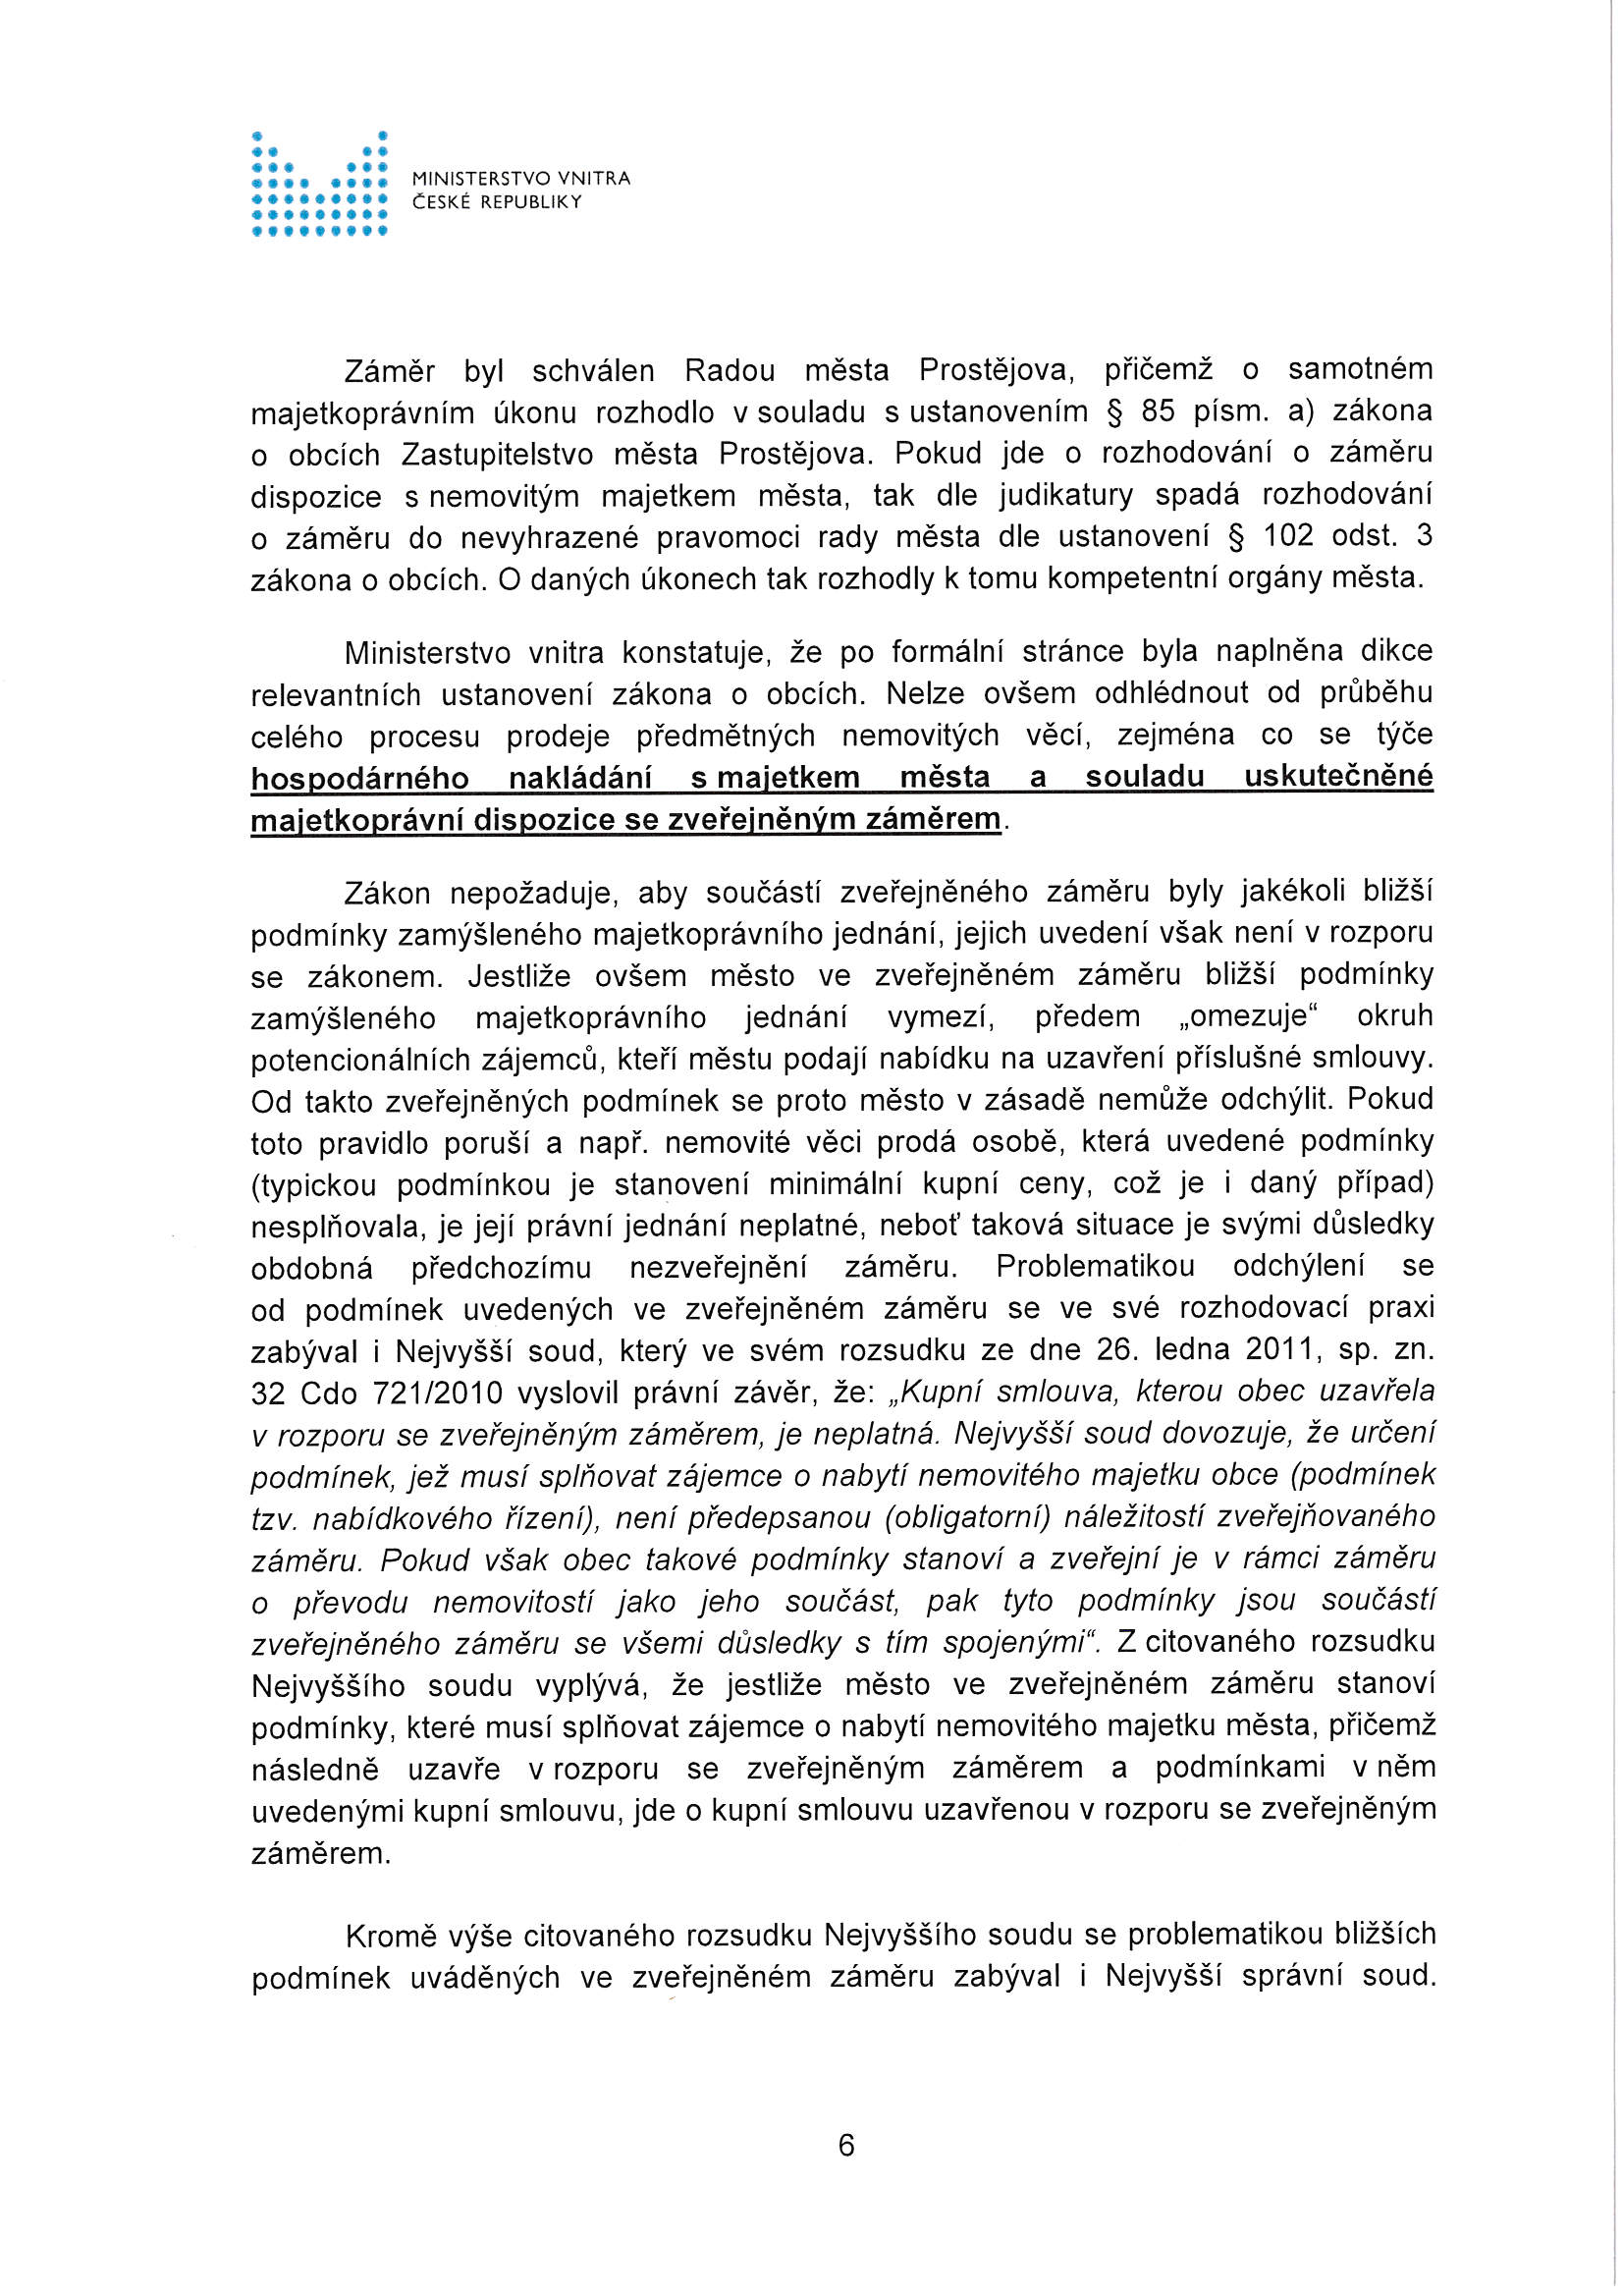 MINISTERSTVO VNITRA
ČESKÉ REPUBLIKY
Záměr byl schválen Radou města Prostějova, přičemž o samotném
majetkoprávním úkonu rozhodlo v souladu s ustanovením § 85 písm. a) zákona
o obcích Zastupitelstvo města Prostějova. Pokud jde o rozhodování o záměru
dispozice s nemovitým majetkem města, tak dle judikatury spadá rozhodování
o záměru do nevyhrazené pravomoci rady města dle ustanovení § 102 odst. 3
zákona o obcích. O daných úkonech tak rozhodly k tomu kompetentní orgány města.
Ministerstvo vnitra konstatuje, že po formální stránce byla naplněna dikce
relevantních ustanovení zákona o obcích. Nelze ovšem odhlédnout od průběhu
celého procesu prodeje předmětných nemovitých věcí, zejména co se týče
hospodárného nakládání s majetkem města a souladu uskutečněné
majetkoprávní dispozice se zveřejněným záměrem.
Zákon nepožaduje, aby součástí zveřejněného záměru byly jakékoli bližší
podmínky zamýšleného majetkoprávního jednání, jejich uvedení však není v rozporu
se zákonem. Jestliže ovšem město ve zveřejněném záměru bližší podmínky
zamýšleného majetkoprávního jednání vymezí, předem „omezuje“ okruh
potencionálních zájemců, kteří městu podají nabídku na uzavření příslušné smlouvy.
Od takto zveřejněných podmínek se proto město v zásadě nemůže odchýlit. Pokud
toto pravidlo poruší a např. nemovité věci prodá osobě, která uvedené podmínky
(typickou podmínkou je stanovení minimální kupní ceny, což je i daný případ)
nesplňovala, je její právní jednání neplatné, neboť taková situace je svými důsledky
obdobná předchozímu nezveřejnění záměru. Problematikou odchýlení se
od podmínek uvedených ve zveřejněném záměru se ve své rozhodovací praxi
zabýval i Nejvyšší soud, který ve svém rozsudku ze dne 26. ledna 2011, sp. zn.
32 Cdo 721/2010 vyslovil právní závěr, že: „Kupní smlouva, kterou obec uzavřela
v rozporu se zveřejněným záměrem, je neplatná. Nejvyšší soud dovozuje, že určení
podmínek, jež musí splňovat zájemce o nabytí nemovitého majetku obce (podmínek
tzv. nabídkového řízení), není předepsanou (obligatorní) náležitostí zveřejňovaného
záměru. Pokud však obec takové podmínky stanoví a zveřejní je v rámci záměru
o převodu nemovitostí jako jeho součást, pak tyto podmínky jsou součástí
zveřejněného záměru se všemi důsledky s tím spojenými“. Z citovaného rozsudku
Nejvyššího soudu vyplývá, že jestliže město ve zveřejněném záměru stanoví
podmínky, které musí splňovat zájemce o nabytí nemovitého majetku města, přičemž
následně uzavře v rozporu se zveřejněným záměrem a podmínkami v něm
uvedenými kupní smlouvu, jde o kupní smlouvu uzavřenou v rozporu se zveřejněným
záměrem.
Kromě výše citovaného rozsudku Nejvyššího soudu se problematikou bližších
podmínek uváděných ve zveřejněném záměru zabýval i Nejvyšší správní soud.
6